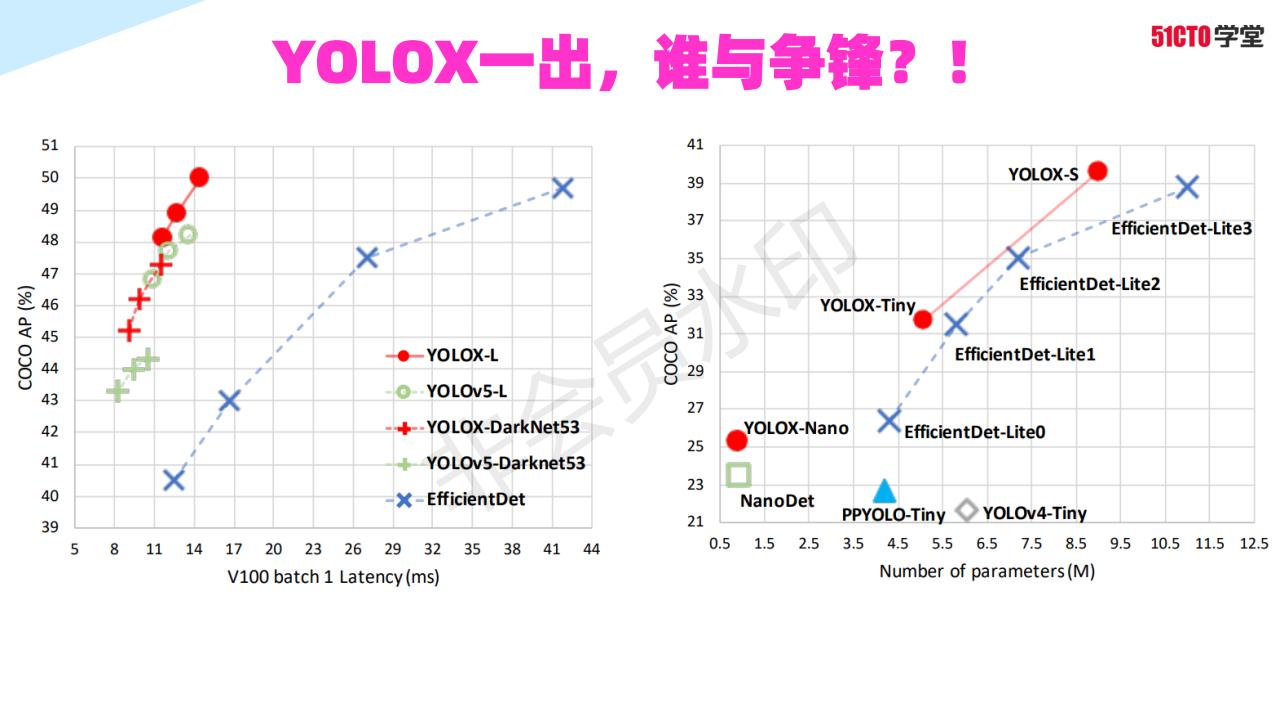 YOLOX一出，谁与争锋？！
51CTO学堂
51
50
49
48
47
46
45
44
43
42
41
40
39
COCO AP (%)
5 8 11 14 17 20 23 26 29 32 35 38 41 44
V100 batch 1 Latency (ms)
YOLOX-L
YOLOv5-L
YOLOX-DarkNet53
YOLOv5-Darknet53
EfficientDet
41
39
37
35
33
31
29
27
25
23
21
COCO AP (%)
YOLOX-S
EfficientDet-Lite3
EfficientDet-Lite2
YOLOX-Tiny
EfficientDet-Lite1
YOLOX-Nano
EfficientDet-Lite0
NanoDet
PPYOLO-Tiny
YOLOv4-Tiny
0.5 1.5 2.5 3.5 4.5 5.5 6.5 7.5 8.5 9.5 10.5 11.5 12.5
Number of parameters (M)
非会员水印